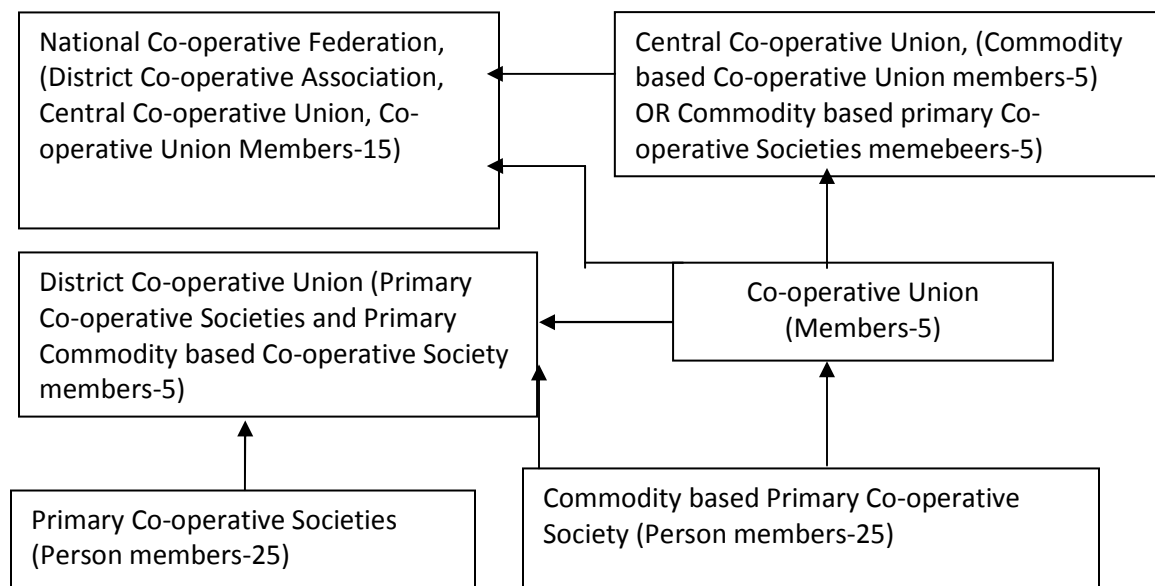 National Co-operative Federation,
(District Co-operative Association,
Central Co-operative Union, Co-
operative Union Members-15)
Central Co-operative Union, (Commodity
based Co-operative Union members-5)
OR Commodity based primary Co-
operative Societies memebeers-5)
District Co-operative Union (Primary
Co-operative Societies and Primary
Commodity based Co-operative Society
members-5)
Co-operative Union
(Members-5)
Primary Co-operative Societies
(Person members-25)
Commodity based Primary Co-operative
Society (Person members-25)